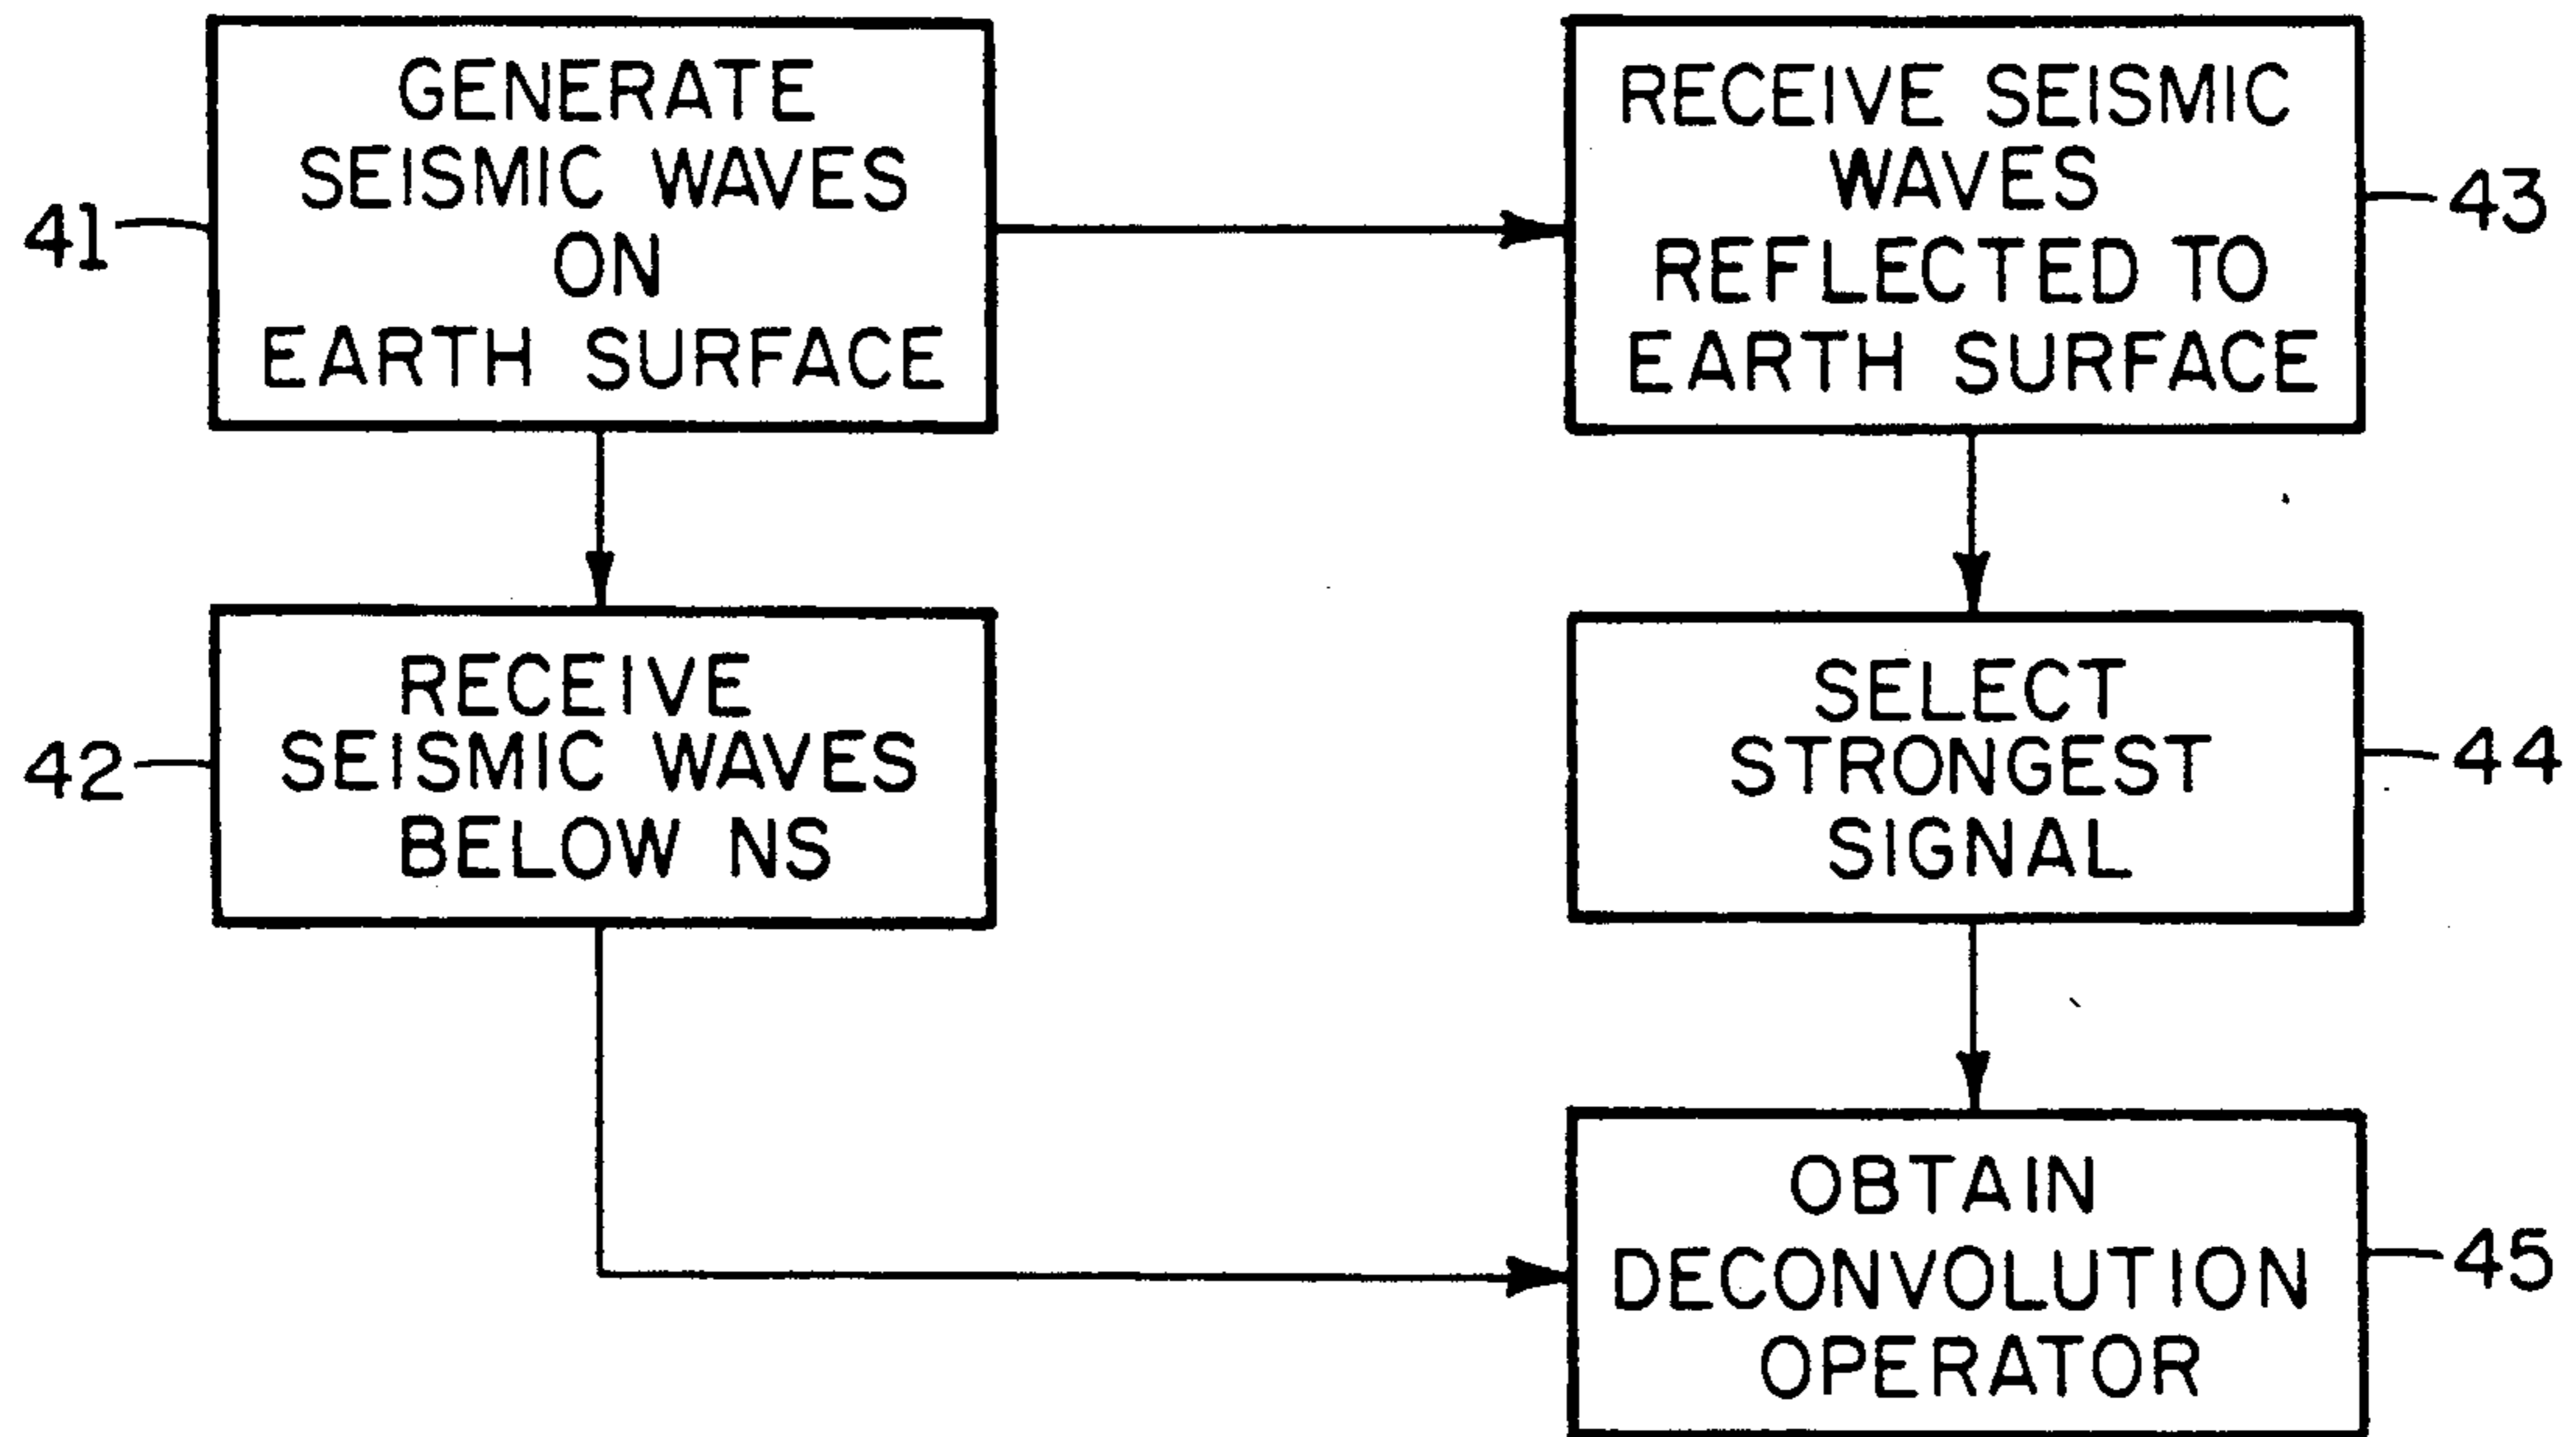 41
GENERATE
SEISMIC WAVES
ON
EARTH SURFACE
RECEIVE SEISMIC
WAVES
REFLECTED TO
EARTH SURFACE
43
42
RECEIVE
SEISMIC WAVES
BELOW NS
SELECT
STRONGEST
SIGNAL
44
OBTAIN
DECONVOLUTION
OPERATOR
45